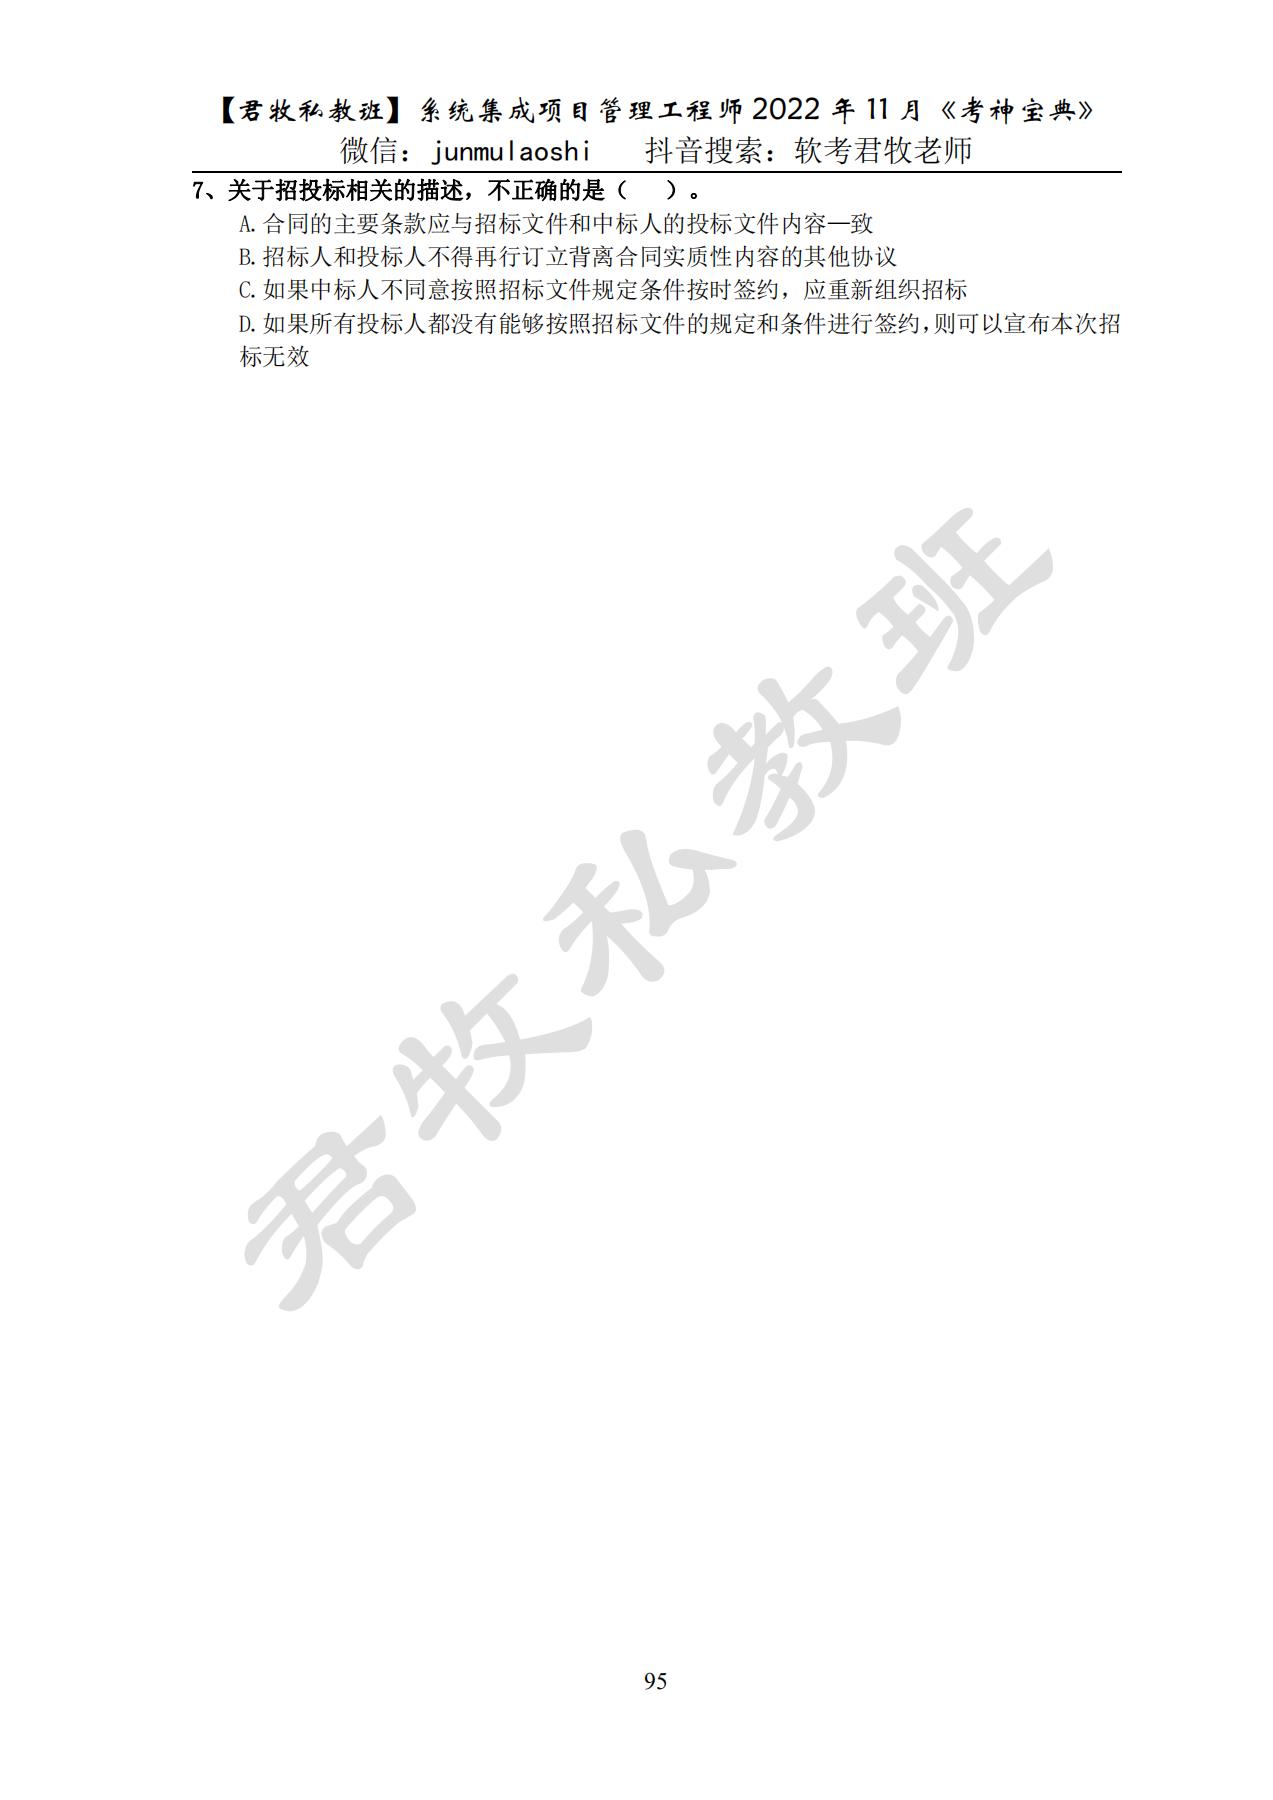 【君牧私教班】系统集成项目管理工程师2022年11月《考神宝典》
微信：junmulaoshi 抖音搜索：软考君牧老师
7、关于招投标相关的描述，不正确的是（ ）。
A.合同的主要条款应与招标文件和中标人的投标文件内容一致
B.招标人和投标人不得再行订立背离合同实质性内容的其他协议
C.如果中标人不同意按照招标文件规定条件按时签约，应重新组织招标
D.如果所有投标人都没有能够按照招标文件的规定和条件进行签约,则可以宣布本次招
标无效
君牧私教班
95